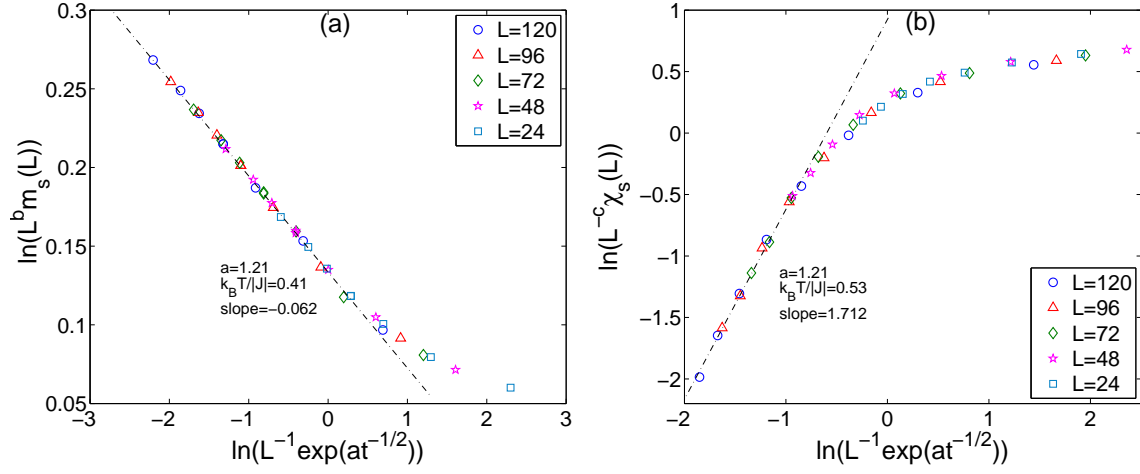 (a)
0.3
0.25
0.2
0.15
0.1
0.05
ln(L^b m_s(L))
L=120
L=96
L=72
L=48
L=24
a=1.21
k_BT/|J|=0.41
slope=−0.062
−3
−2
−1
0
1
2
3
ln(L^{−1}exp(at^{−1/2})
(b)
1
0.5
0
−0.5
−1
−1.5
−2
ln(L^{−c}χ_s(L))
a=1.21
k_BT/|J|=0.53
slope=1.712
L=120
L=96
L=72
L=48
L=24
−2
−1
0
1
2
ln(L^{−1}exp(at^{−1/2})